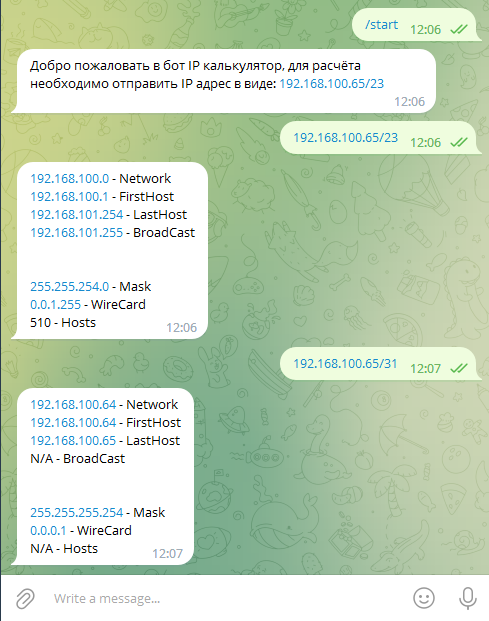 /start
12:06
Добро пожаловать в бот IP калькулятор, для расчёта
необходимо отправить IP адрес в виде: 192.168.100.65/23
12:06
192.168.100.65/23
12:06
192.168.100.0 - Network
192.168.100.1 - FirstHost
192.168.101.254 - LastHost
192.168.101.255 - BroadCast
255.255.254.0 - Mask
0.0.1.255 - WireCard
510 - Hosts
12:06
192.168.100.65/31
12:07
192.168.100.64 - Network
192.168.100.64 - FirstHost
192.168.100.65 - LastHost
N/A - BroadCast
255.255.255.254 - Mask
0.0.0.1 - WireCard
N/A - Hosts
12:07
Write a message...